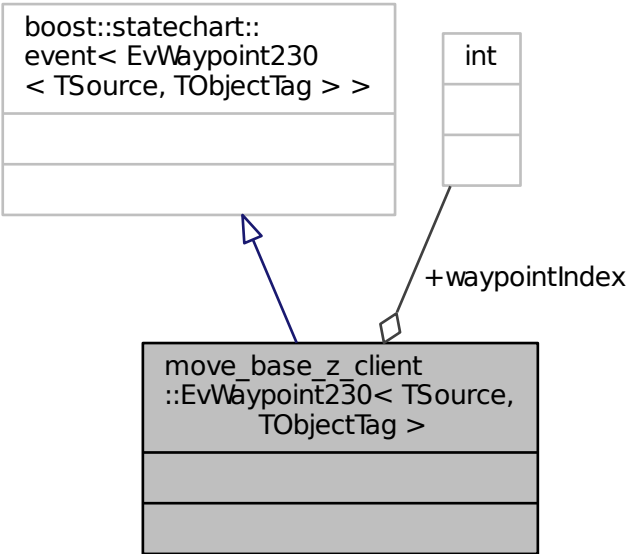 boost::statechart::
event< EvWaypoint230
< TSource, TObjectTag > >
int
+waypointIndex
move_base_z_client
::EvWaypoint230< TSource,
TObjectTag >